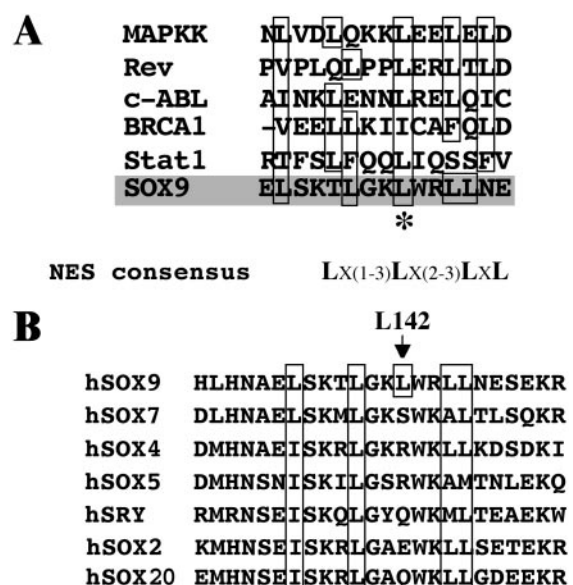 A
MAPKK NLVDLQKKLEELELD
Rev PVPLQLPPLERLTLD
c-ABL AINKLENNLRELQIC
BRCA1 -VEELLKIICAFQLD
Stat1 RTFSLFQQLIQSSFV
SOX9 ELSKTLGKLWRLLNE
*
NES consensus LX(1-3)LX(2-3)LXL
B
L142
hSOX9 HLHNAELSKTLGKLWRLLNESEKR
hSOX7 DLHNAELSKMLGKSWKALTLSQKR
hSOX4 DMHNAEISKRLGKRWKLLKDSDKI
hSOX5 DMHNSNISKILGSRWKAMTNLEKQ
hSRY RMRNSEISKQLGYQWKMLTEAEKW
hSOX2 KMHNSEISKRLGAEWKLLSETEKR
hSOX20 EMHNSEISKRLGAQWKLLGDEEKR